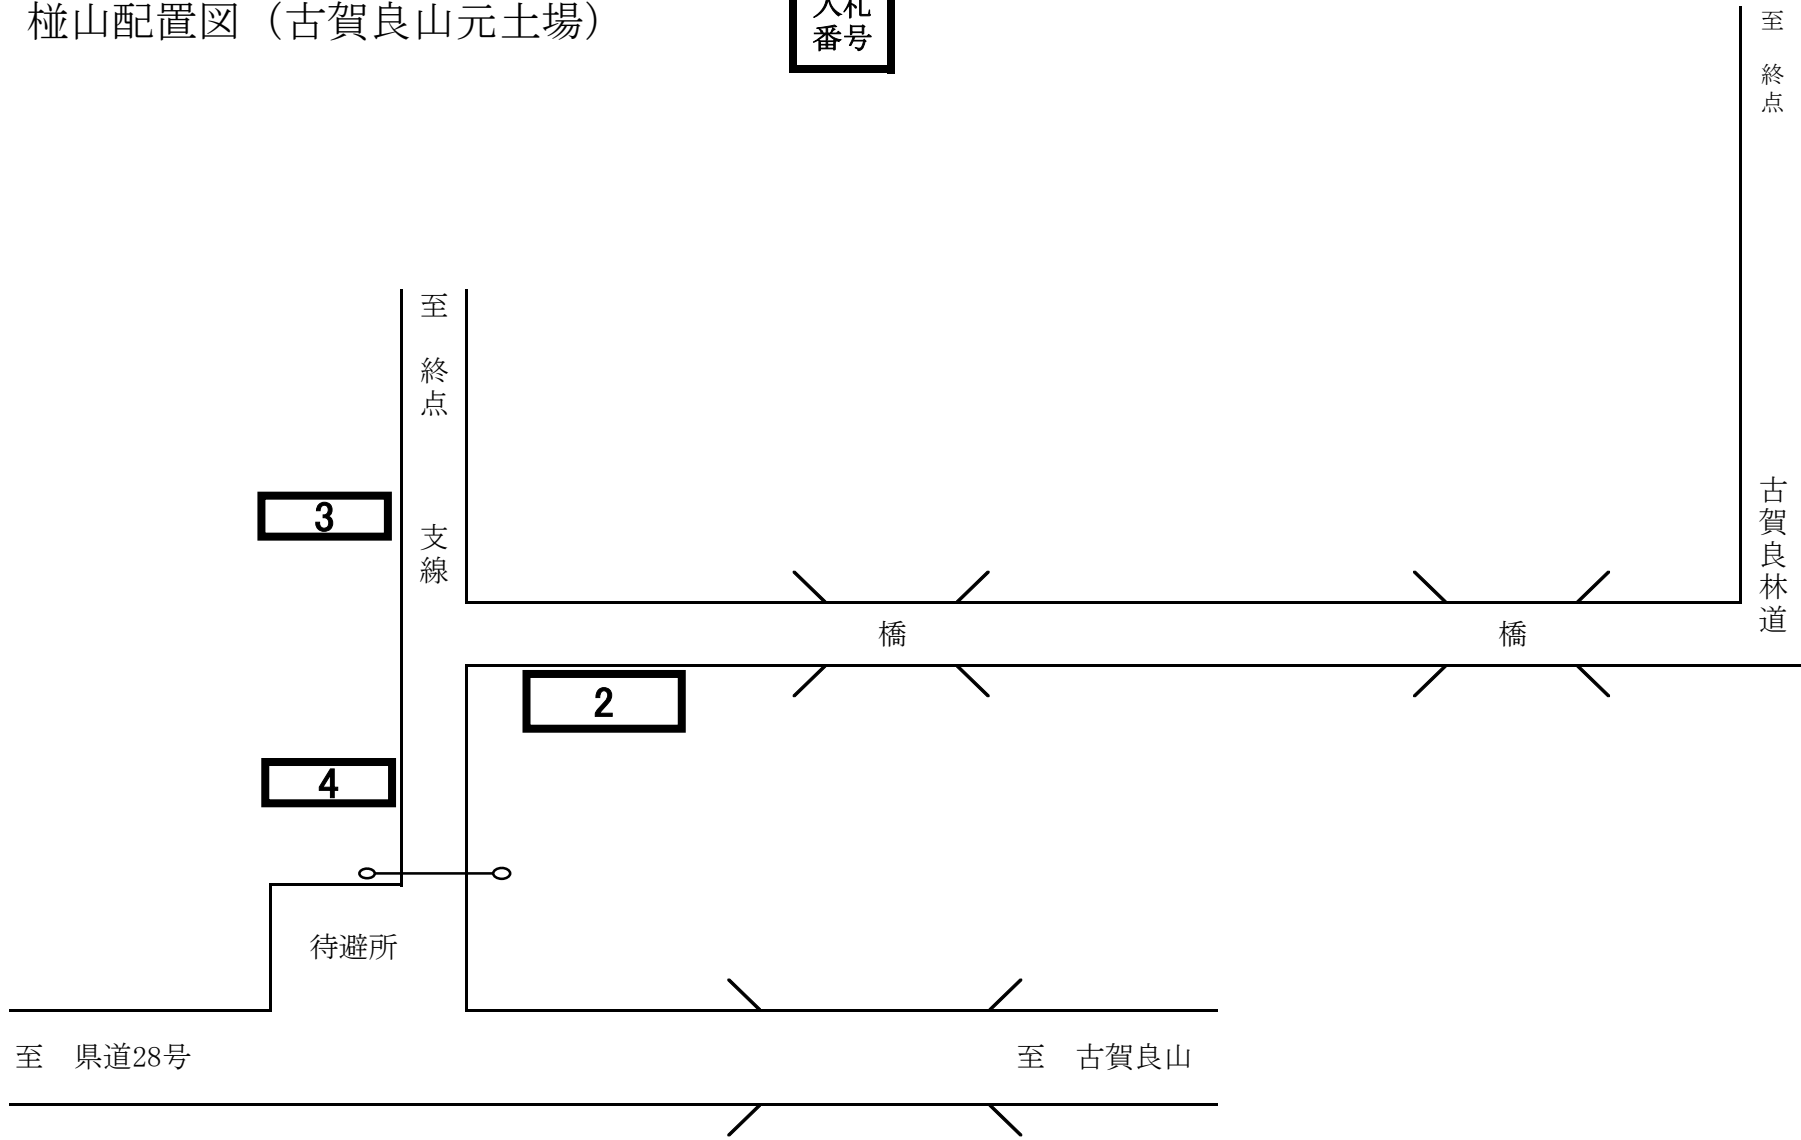 椪山配置図（古賀良山元土場）
入札
番号
至　終点
至　終点
3
支線
古賀良林道
橋
橋
2
4
待避所
至　県道28号
至　古賀良山